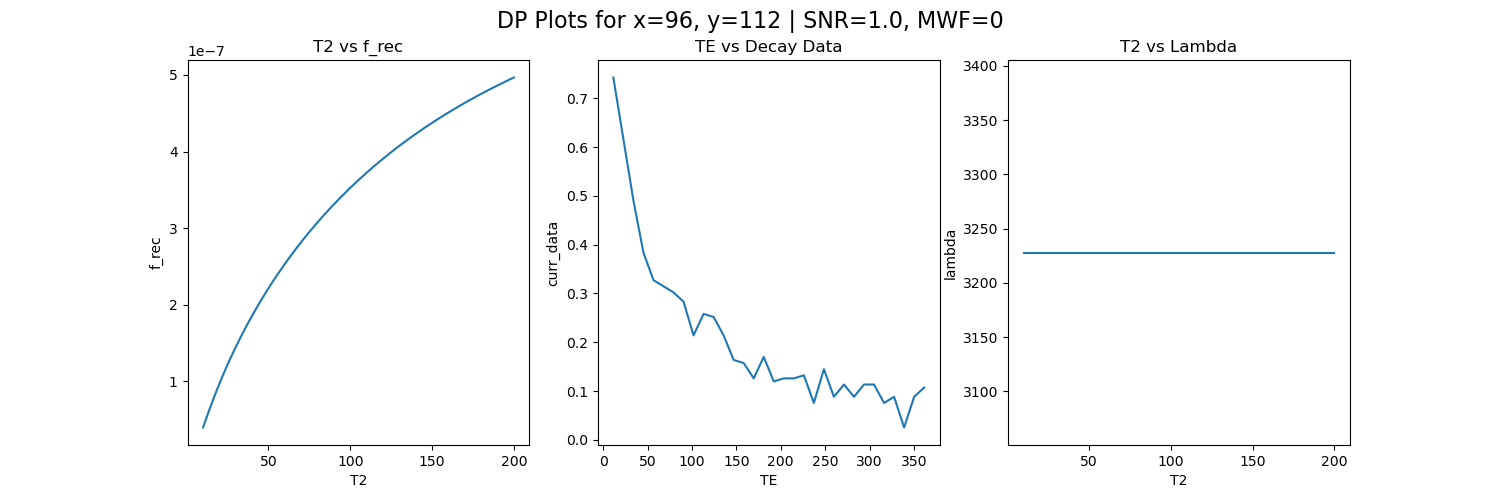 DP Plots for x=96, y=112 | SNR=1.0, MWF=0
T2 vs f_rec
1e−7
5
4
3
2
1
f_rec
50 100 150 200
T2
TE vs Decay Data
0.7
0.6
0.5
0.4
0.3
0.2
0.1
0.0
curr_data
0 50 100 150 200 250 300 350
TE
T2 vs Lambda
3400
3350
3300
3250
3200
3150
3100
lambda
50 100 150 200
T2